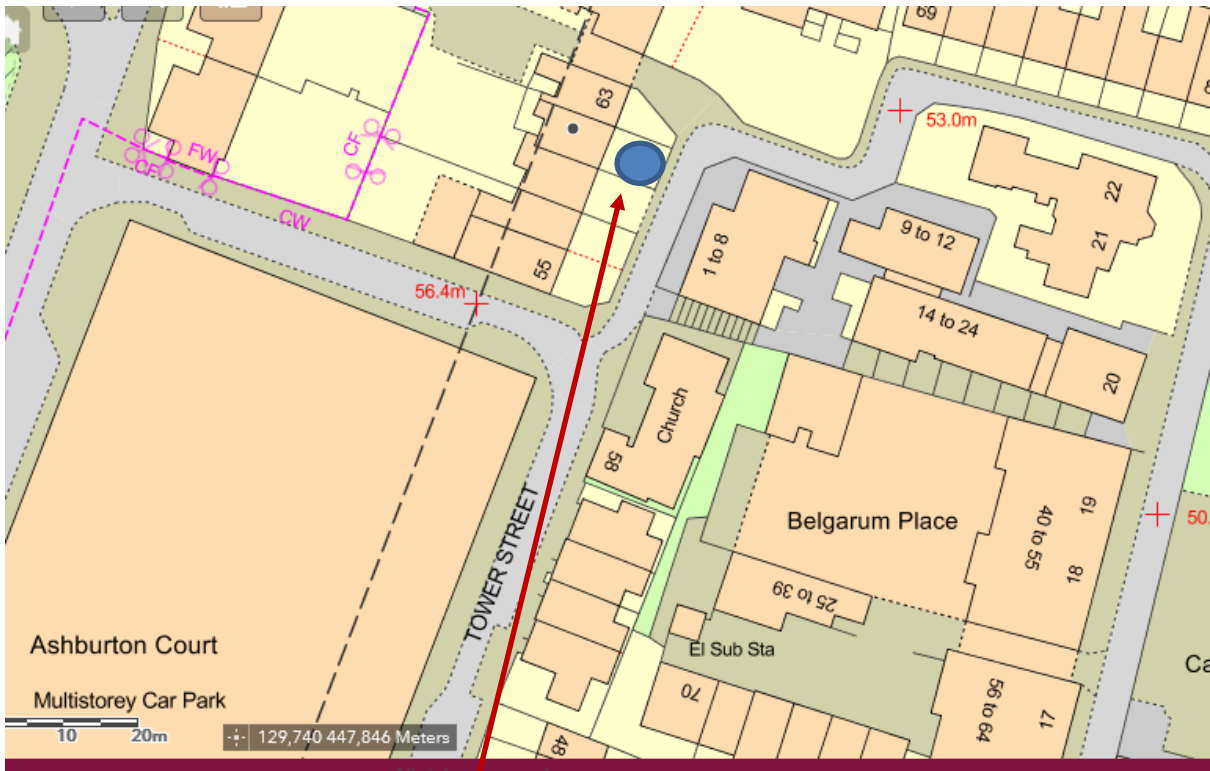 69
63
53.0m
FW
CF
CF
CW
22
21
9 to 12
1 to 8
55
56.4m
14 to 24
20
Church
58
TOWER STREET
Belgarum Place
40 to 55
19
18
50.
25 to 39
Ashburton Court
El Sub Sta
Ca
Multistorey Car Park
70
56 to 64
17
10 20m
129,740 447,846 Meters
48